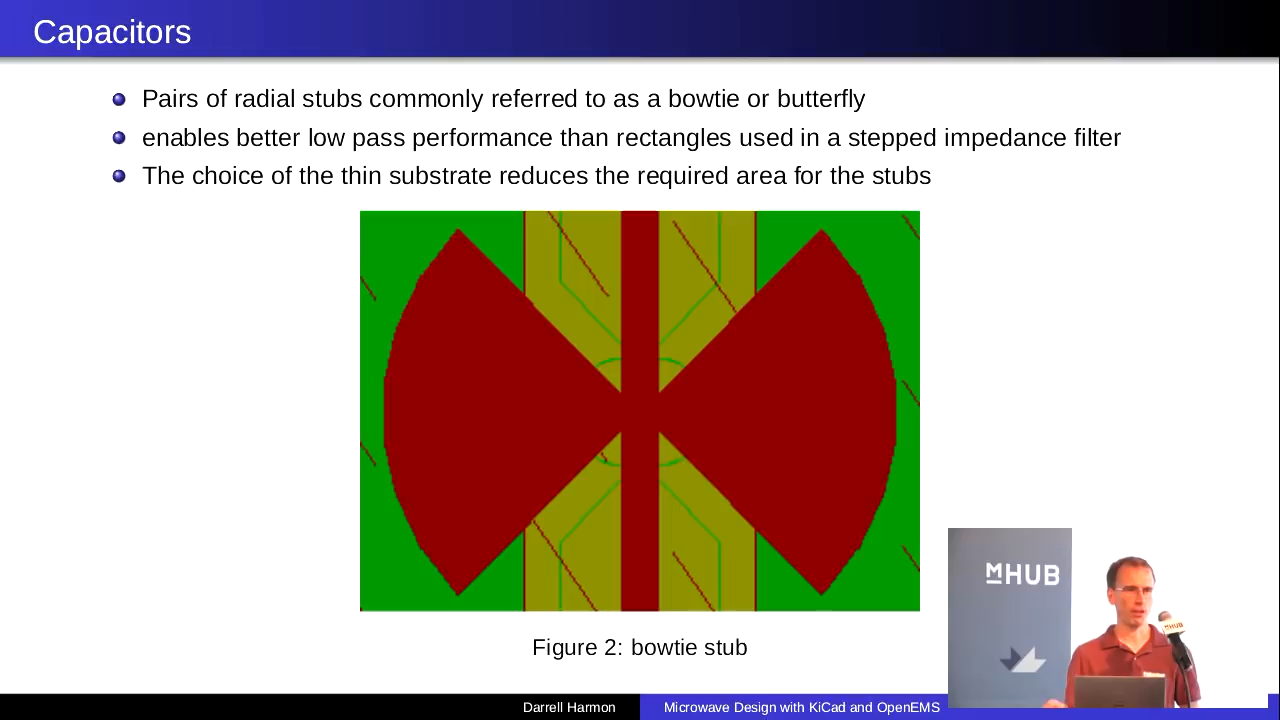 Capacitors
Pairs of radial stubs commonly referred to as a bowtie or butterfly
enables better low pass performance than rectangles used in a stepped impedance filter
The choice of the thin substrate reduces the required area for the stubs
Figure 2: bowtie stub
MHUB
MHUB
Darrell Harmon
Microwave Design with KiCad and OpenEMS